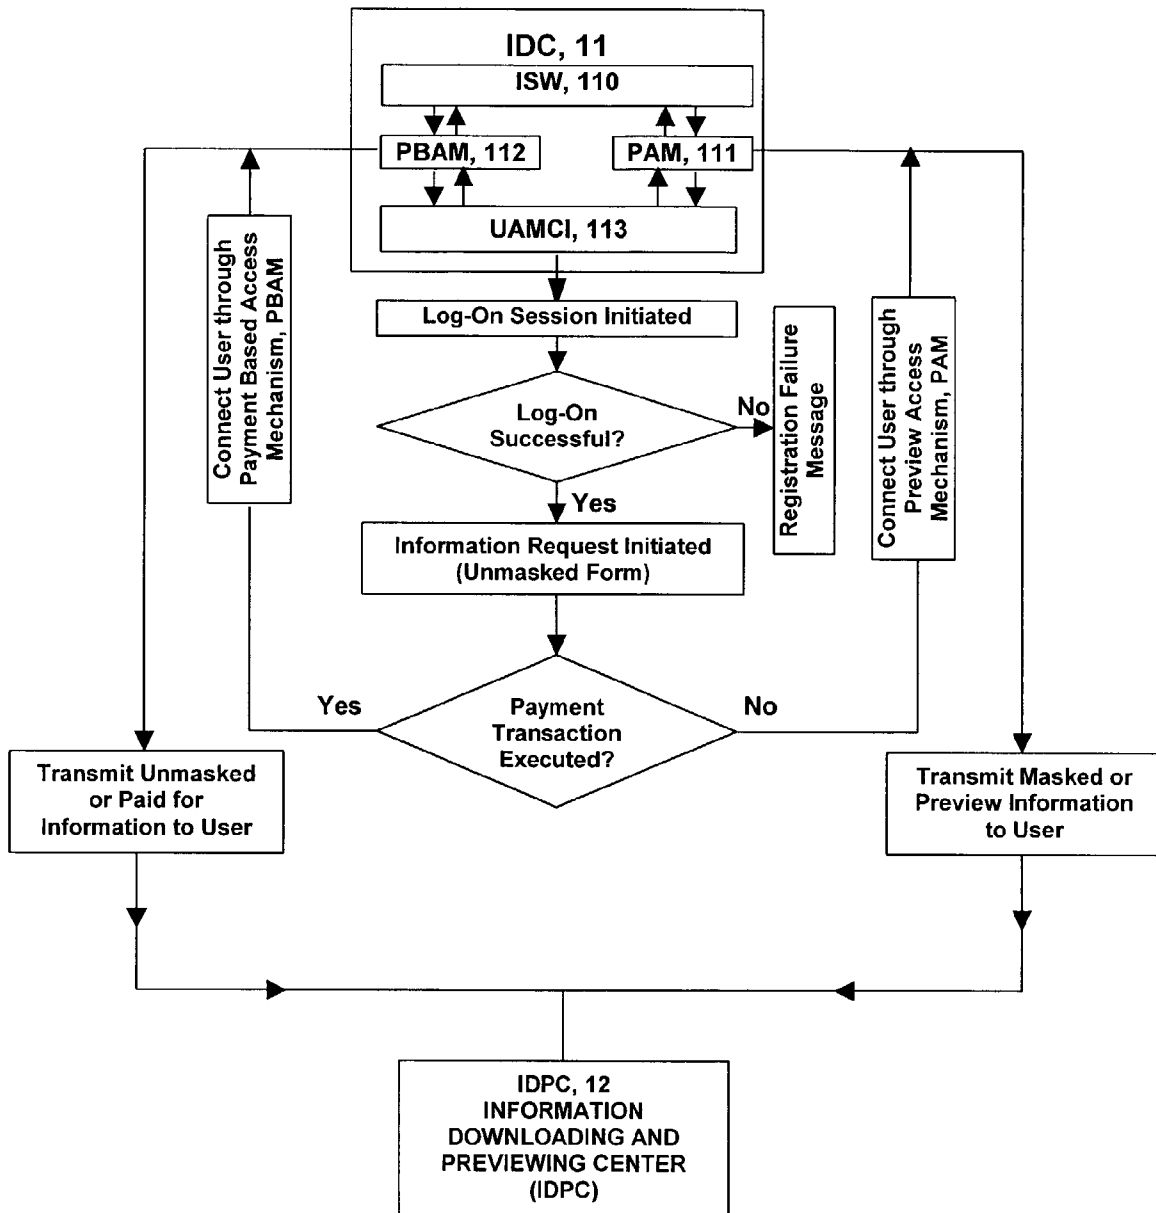 IDC, 11
ISW, 110
PBAM, 112
PAM, 111
UAMCI, 113
Connect User through
Payment Based Access
Mechanism, PBAM
Log-On Session Initiated
Log-On
Successful?
No
Registration Failure
Message
Connect User through
Preview Access
Mechanism, PAM
Yes
Information Request Initiated
(Unmasked Form)
Yes
Payment
Transaction
Executed?
No
Transmit Unmasked
or Paid for
Information to User
Transmit Masked or
Preview Information
to User
IDPC, 12
INFORMATION
DOWNLOADING AND
PREVIEWING CENTER
(IDPC)